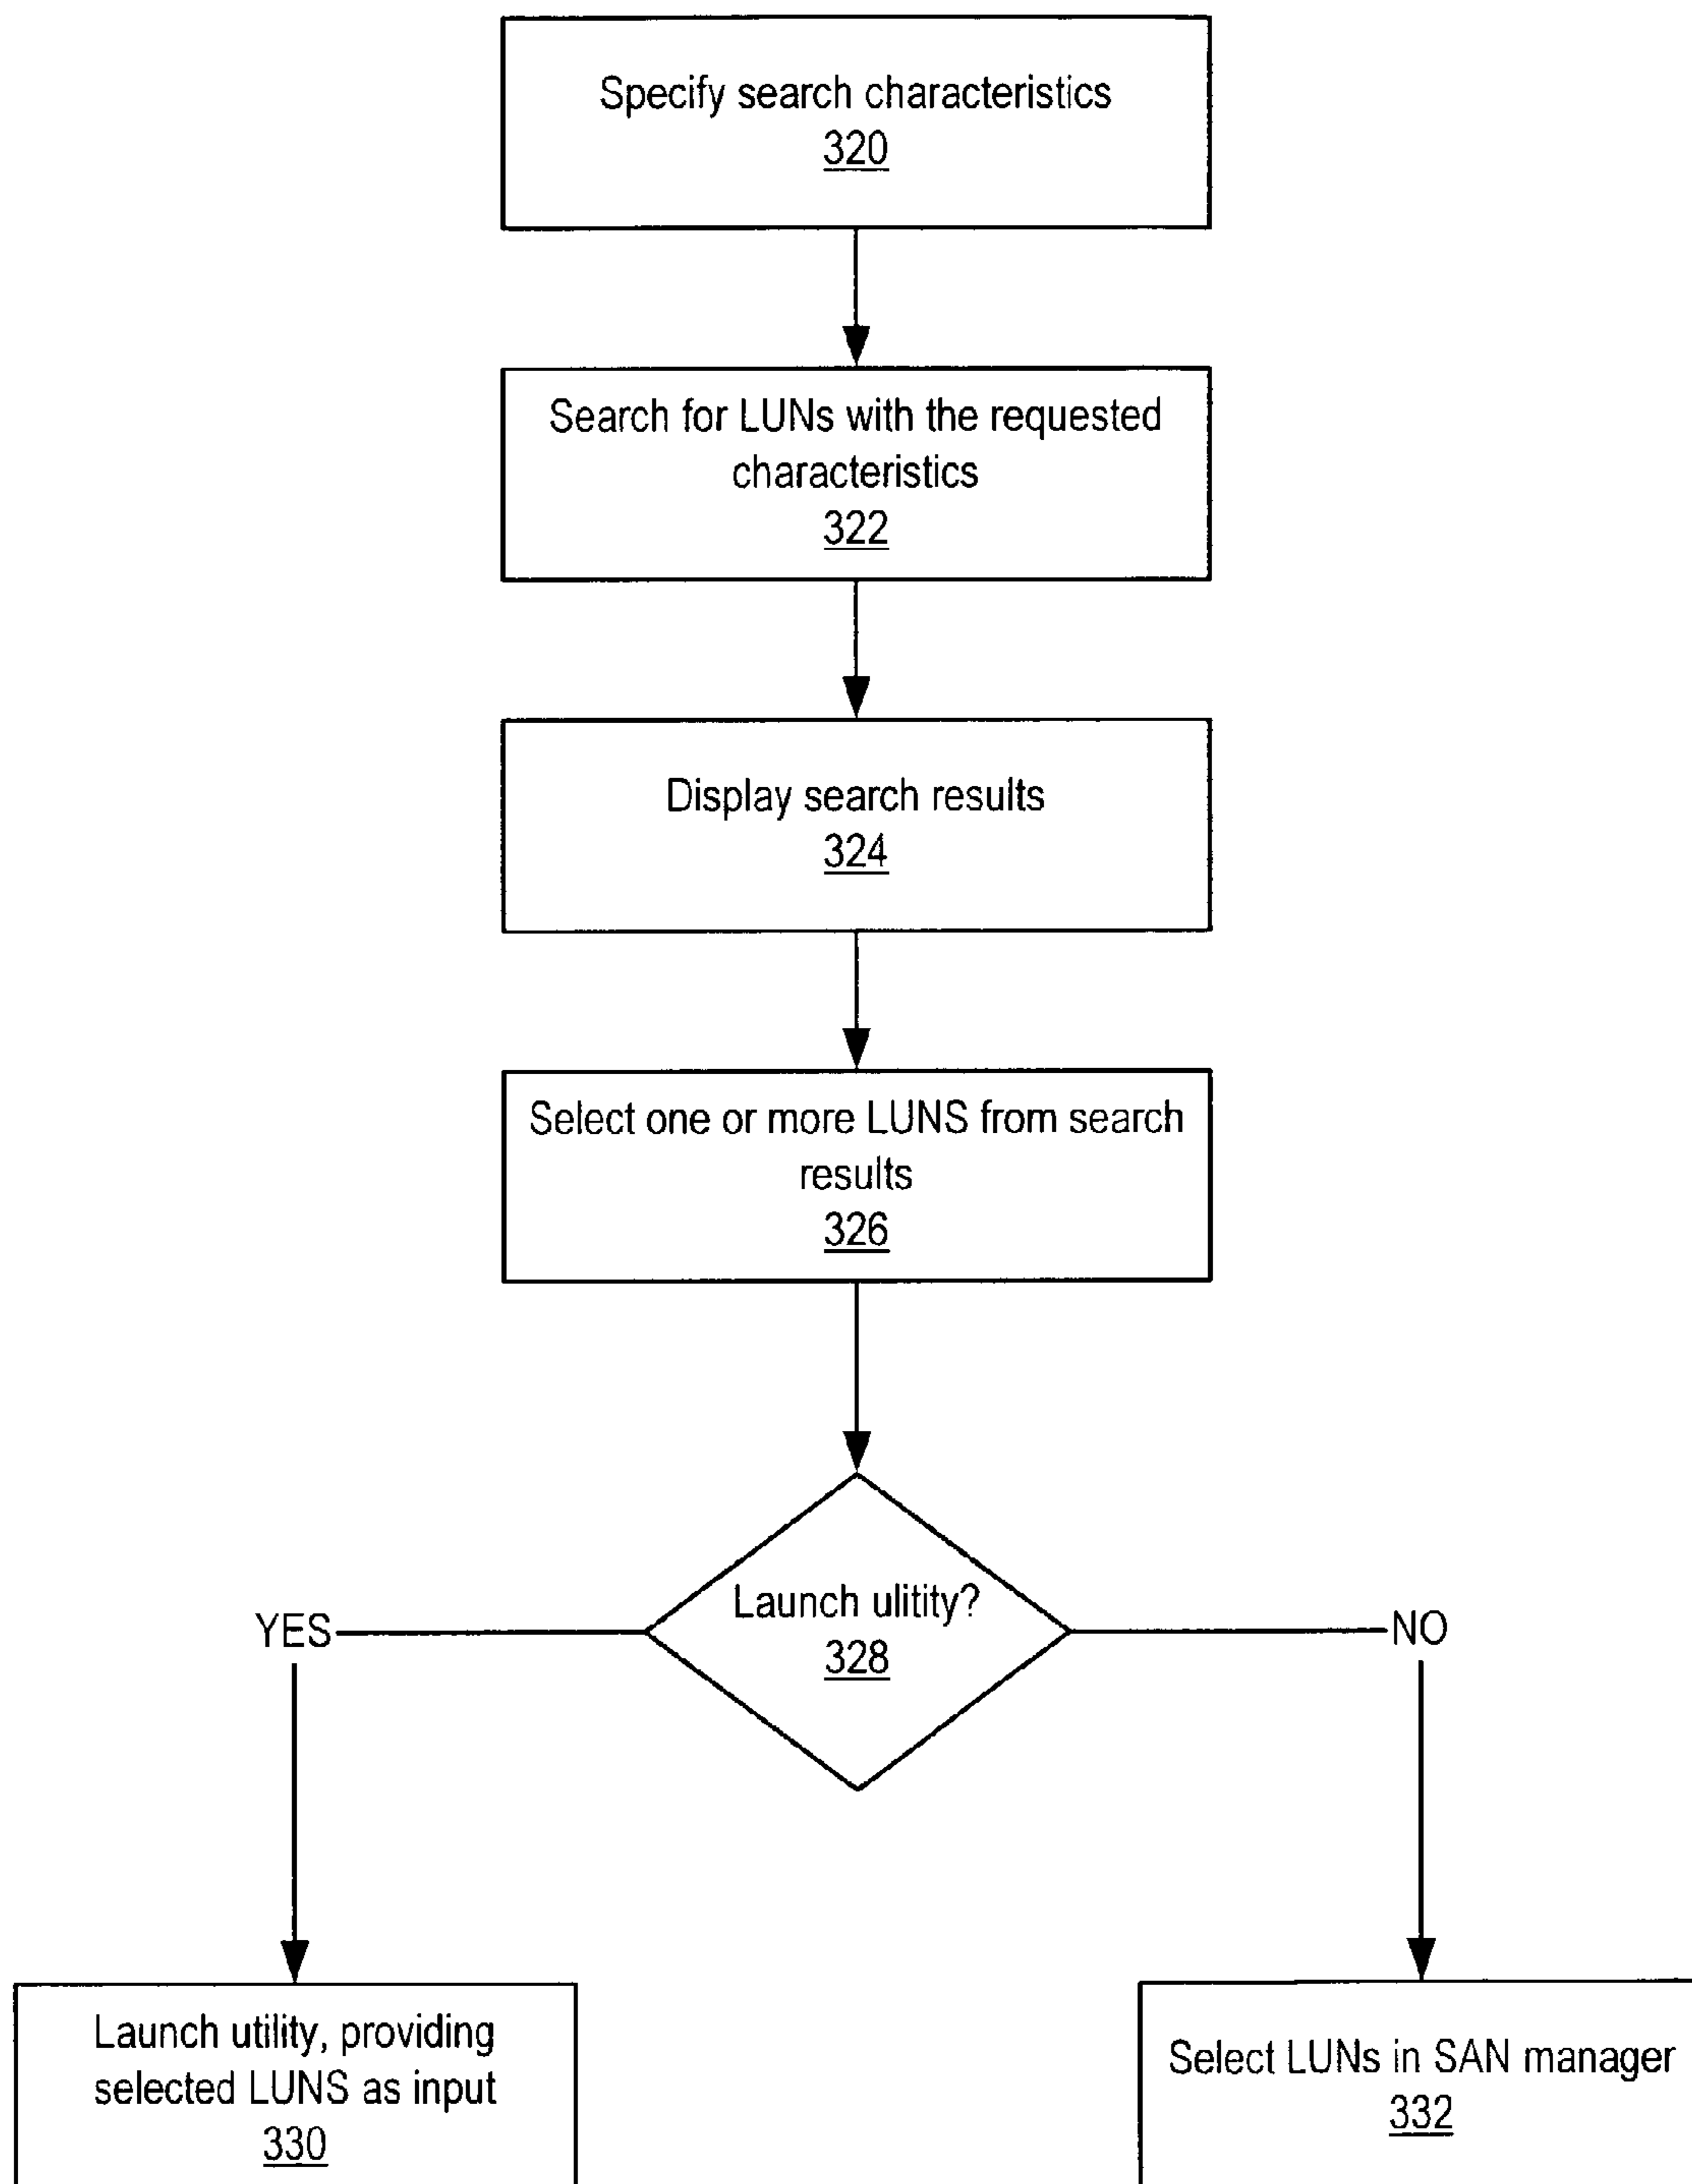 Specify search characteristics
320
Search for LUNs with the requested
characteristics
322
Display search results
324
Select one or more LUNS from search
results
326
Launch ulitity?
328
YES
NO
Launch utility, providing
selected LUNS as input
330
Select LUNs in SAN manager
332